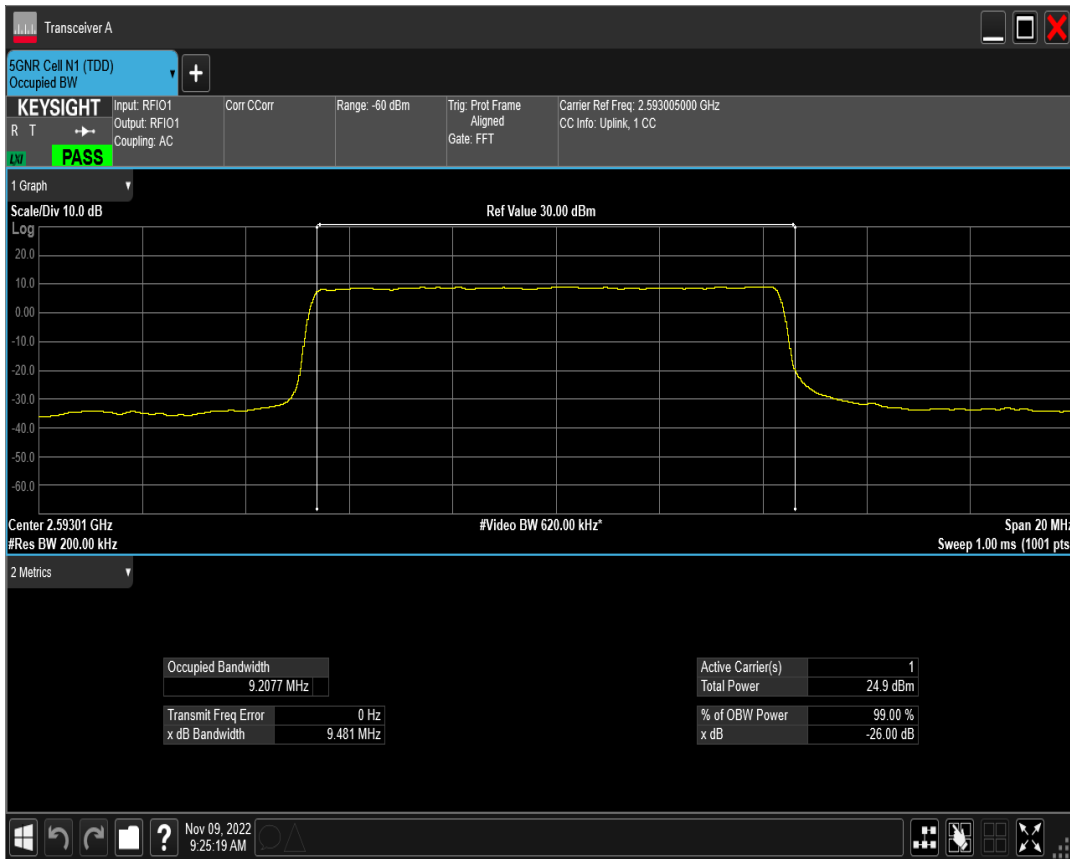 Transceiver A
5GNR Cell N1 (TDD)
Occupied BW
+
KEYSIGHT
R T
LXI
PASS
Input: RFIO1
Output: RFIO1
Coupling: AC
Corr CCorr
Range: -60 dBm
Trig: Prot Frame
Aligned
Gate: FFT
Carrier Ref Freq: 2.593005000 GHz
CC Info: Uplink, 1 CC
1 Graph
Scale/Div 10.0 dB
Ref Value 30.00 dBm
Log
20.0
10.0
0.00
-10.0
-20.0
-30.0
-40.0
-50.0
-60.0
Center 2.59301 GHz
#Video BW 620.00 kHz*
Span 20 MHz
#Res BW 200.00 kHz
Sweep 1.00 ms (1001 pts
2 Metrics
Occupied Bandwidth
9.2077 MHz
Transmit Freq Error 0 Hz
x dB Bandwidth 9.481 MHz
Active Carrier(s) 1
Total Power 24.9 dBm
% of OBW Power 99.00 %
x dB -26.00 dB
?
Nov 09, 2022
9:25:19 AM